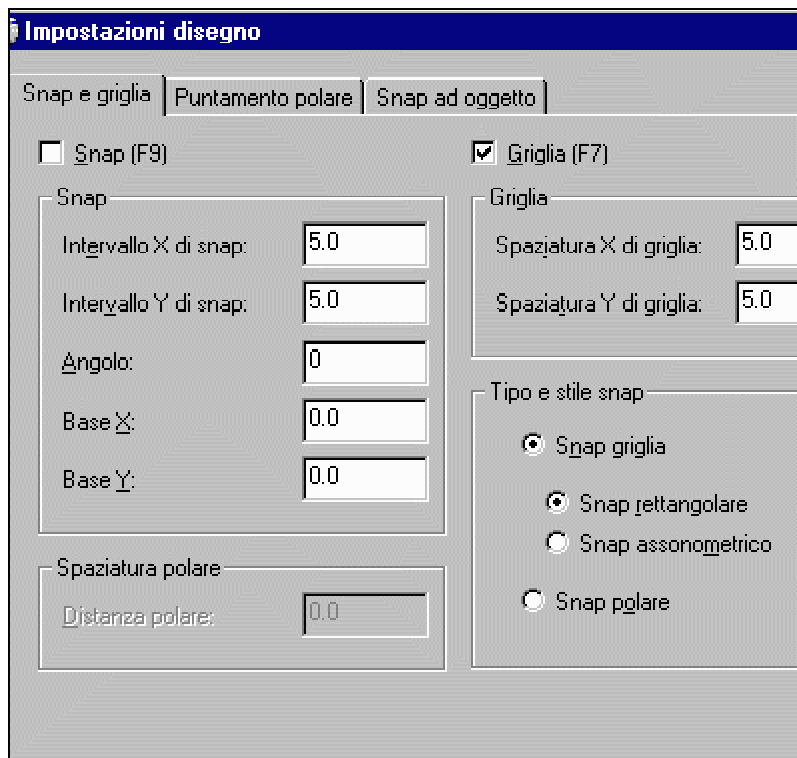 Impostazioni disegno
Snap e griglia
Puntamento polare
Snap ad oggetto
Snap (F9)
Snap
Intervallo X di snap: 5.0
Intervallo Y di snap: 5.0
Angolo: 0
Base X: 0.0
Base Y: 0.0
Spaziatura polare
Distanza polare: 0.0
Griglia (F7)
Griglia
Spaziatura X di griglia: 5.0
Spaziatura Y di griglia: 5.0
Tipo e stile snap
Snap griglia
Snap rettangolare
Snap assonometrico
Snap polare